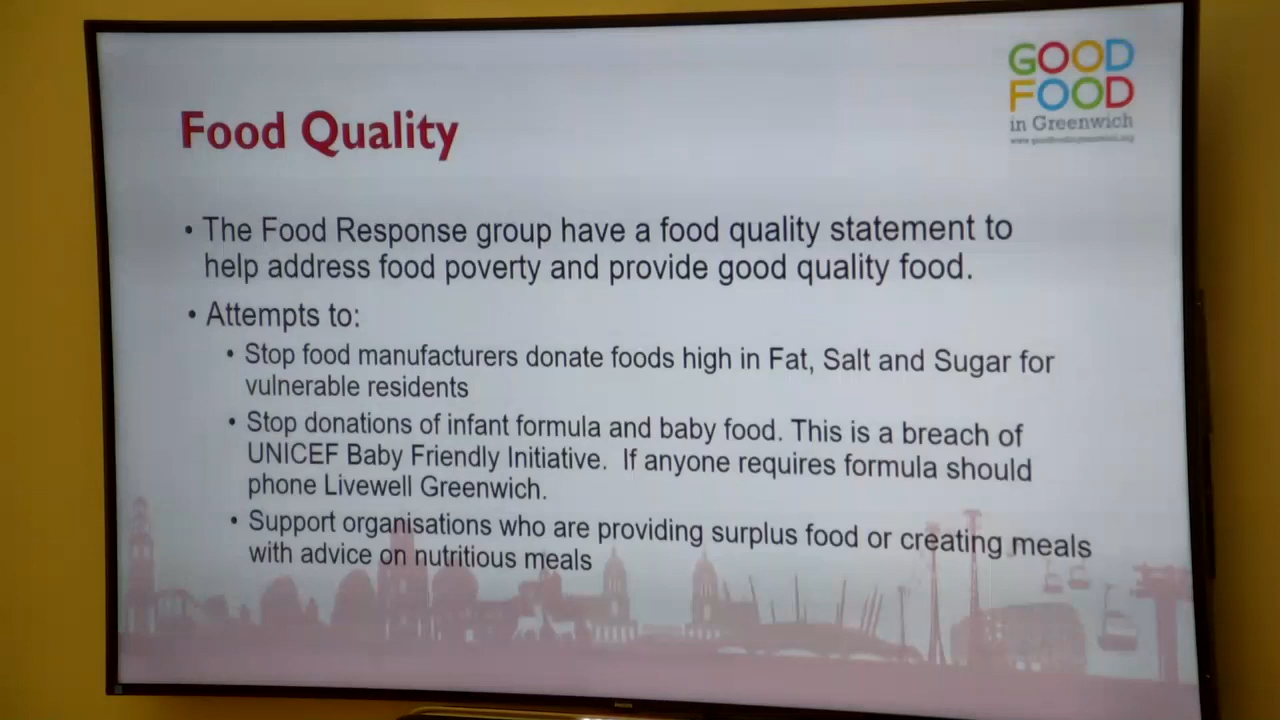 GOOD
FOOD
in Greenwich
Food Quality
• The Food Response group have a food quality statement to
help address food poverty and provide good quality food.
• Attempts to:
• Stop food manufacturers donate foods high in Fat, Salt and Sugar for
vulnerable residents
• Stop donations of infant formula and baby food. This is a breach of
UNICEF Baby Friendly Initiative. If anyone requires formula should
phone Livewell Greenwich.
• Support organisations who are providing surplus food or creating meals
with advice on nutritious meals